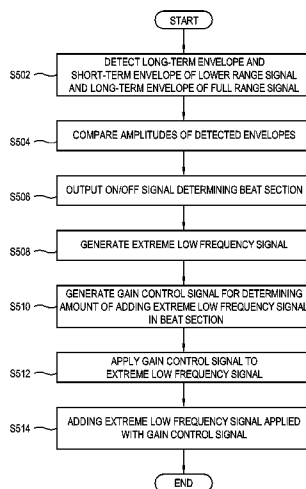 START
S502
DETECT LONG-TERM ENVELOPE AND
SHORT-TERM ENVELOPE OF LOWER RANGE SIGNAL
AND LONG-TERM ENVELOPE OF FULL RANGE SIGNAL
S504
COMPARE AMPLITUDES OF DETECTED ENVELOPES
S506
OUTPUT ON/OFF SIGNAL DETERMINING BEAT SECTION
S508
GENERATE EXTREME LOW FREQUENCY SIGNAL
S510
GENERATE GAIN CONTROL SIGNAL FOR DETERMINING
AMOUNT OF ADDING EXTREME LOW FREQUENCY SIGNAL
IN BEAT SECTION
S512
APPLY GAIN CONTROL SIGNAL TO
EXTREME LOW FREQUENCY SIGNAL
S514
ADDING EXTREME LOW FREQUENCY SIGNAL APPLIED
WITH GAIN CONTROL SIGNAL
END